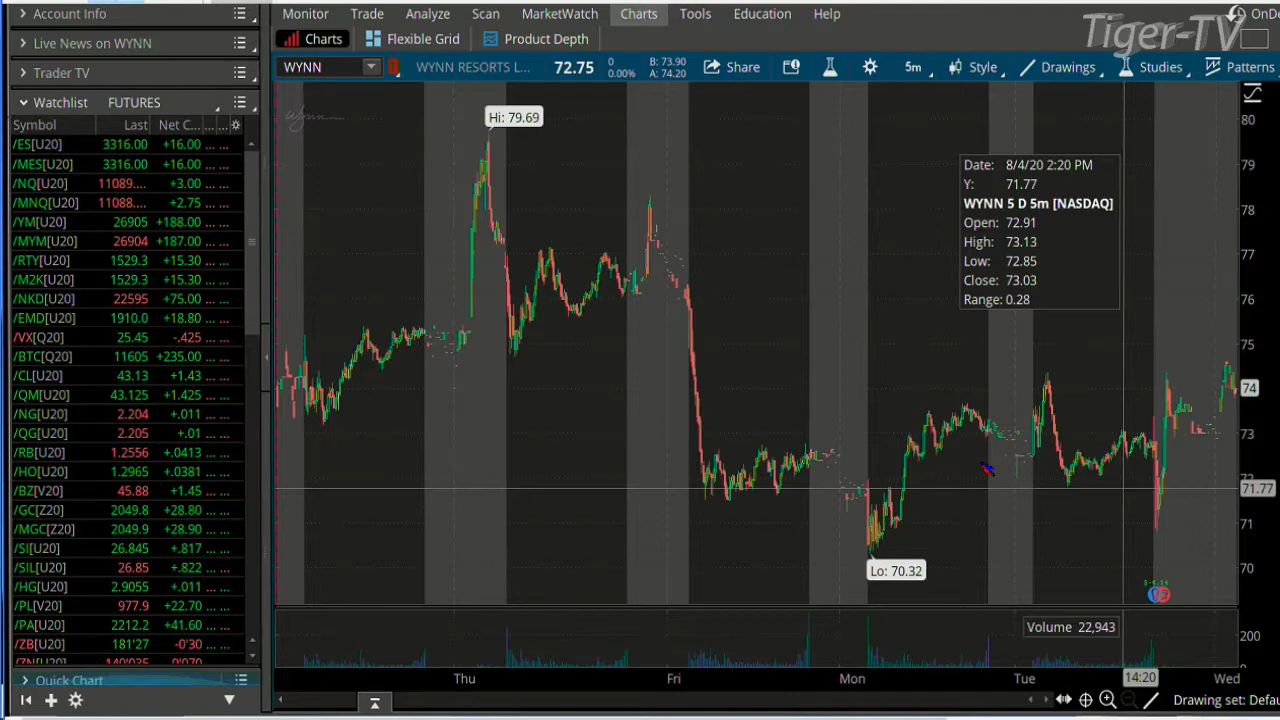 Account Info
Monitor Trade Analyze Scan MarketWatch Charts Tools Education Help
Tiger-TV
Live News on WYNN
Charts Flexible Grid Product Depth
Trader TV
WYNN WYNN RESORTS L... 72.75 0 0.00% B: 73.90 A: 74.20 Share 5m Style Drawings Studies Patterns
Watchlist FUTURES
Symbol Last Net C... ... ...
/ES[U20] 3316.00 +16.00 ... ...
/MES[U20] 3316.00 +16.00 ... ...
/NQ[U20] 11089.... +3.00 ... ...
/MNQ[U20] 11088.... +2.75 ... ...
/YM[U20] 26905 +188.00 ... ...
/MYM[U20] 26904 +187.00 ... ...
/RTY[U20] 1529.3 +15.30 ... ...
/M2K[U20] 1529.3 +15.30 ... ...
/NKD[U20] 22595 +75.00 ... ...
/EMD[U20] 1910.0 +18.80 ... ...
/VX[Q20] 25.45 -.425 ... ...
/BTC[Q20] 11605 +235.00 ... ...
/CL[U20] 43.13 +1.43 ... ...
/QM[U20] 43.125 +1.425 ... ...
/NG[U20] 2.204 +.011 ... ...
/QG[U20] 2.205 +.01 ... ...
/RB[U20] 1.2556 +.0413 ... ...
/HO[U20] 1.2965 +.0381 ... ...
/BZ[V20] 45.88 +1.45 ... ...
/GC[Z20] 2049.8 +28.80 ... ...
/MGC[Z20] 2049.9 +28.90 ... ...
/SI[U20] 26.845 +.817 ... ...
/SIL[U20] 26.85 +.822 ... ...
/HG[U20] 2.9055 +.011 ... ...
/PL[V20] 977.9 +22.70 ... ...
/PA[U20] 2212.2 +41.60 ... ...
/ZB[U20] 181'27 -0'30 ... ...
/ZN[U20] 140'035
Quick Chart
Wynn
Hi: 79.69
Date: 8/4/20 2:20 PM
Y: 71.77
WYNN 5 D 5m [NASDAQ]
Open: 72.91
High: 73.13
Low: 72.85
Close: 73.03
Range: 0.28
Lo: 70.32
80
79
78
77
76
75
74
73
72
71.77
71
70
Volume 22,943
200
0
Thu Fri Mon Tue 14:20 Wed
Drawing set: Defau